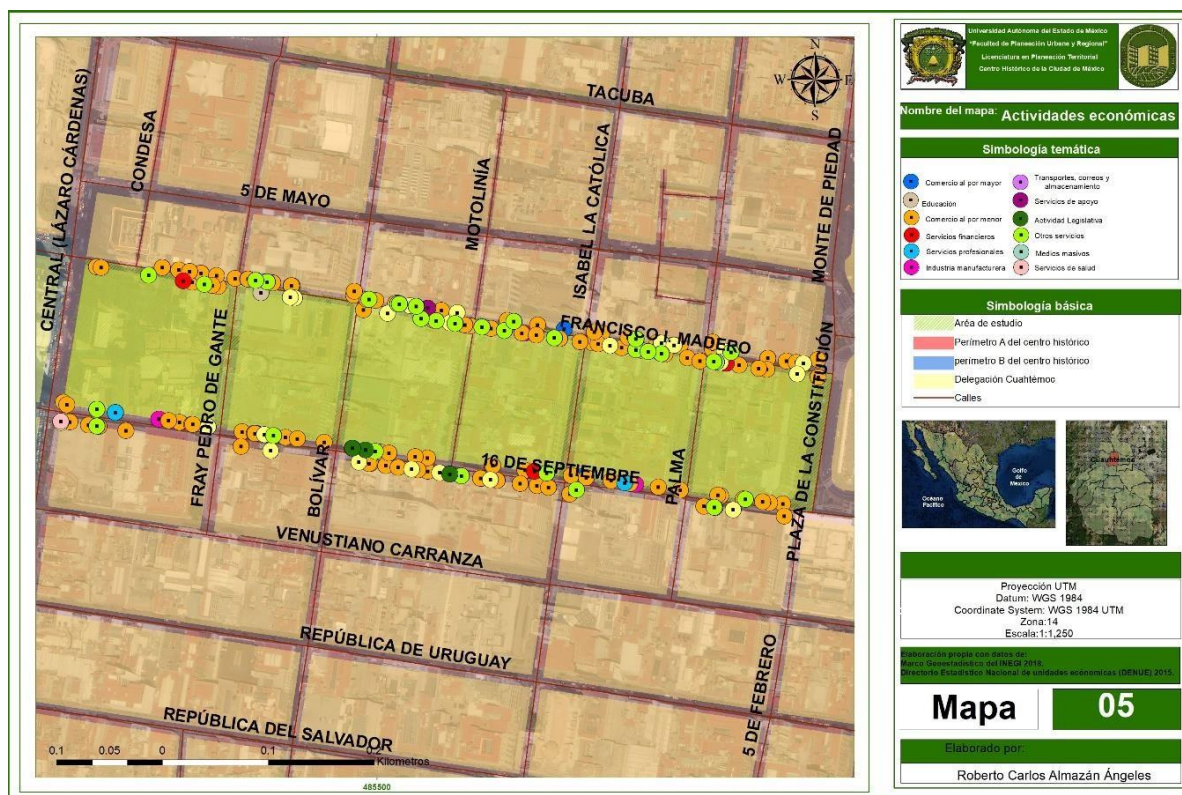 TACUBA
N
W
E
S
CENTRAL (LÁZARO CÁRDENAS)
CONDESA
5 DE MAYO
MOTOLINÍA
ISABEL LA CATÓLICA
MONTE DE PIEDAD
FRANCISCO I. MADERO
FRAY PEDRO DE GANTE
BOLÍVAR
16 DE SEPTIEMBRE
PALMA
PLAZA DE LA CONSTITUCIÓN
VENUSTIANO CARRANZA
REPÚBLICA DE URUGUAY
REPÚBLICA DEL SALVADOR
5 DE FEBRERO
0.1 0.05 0 0.1 0.2
Kilometros
485500
Universidad Autónoma del Estado de México
"Facultad de Planeación Urbana y Regional"
Licenciatura en Planeación Territorial
Centro Histórico de la Ciudad de México
Nombre del mapa: Actividades económicas
Simbología temática
Comercio al por mayor
Educación
Comercio al por menor
Servicios financieros
Servicios profesionales
Industria manufacturera
Transportes, correos y
almacenamiento
Servicios de apoyo
Actividad Legislativa
Otros servicios
Medios masivos
Servicios de salud
Simbología básica
Aréa de estudio
Perímetro A del centro histórico
perímetro B del centro histórico
Delegación Cuahtémoc
Calles
Golfo
de
México
Océano
Pacífico
Cuauhtémoc
Proyección UTM
Datum: WGS 1984
Coordinate System: WGS 1984 UTM
Zona:14
Escala:1:1,250
Elaboración propia con datos de:
Marco Geoestadístico del INEGI 2018.
Directorio Estadístico Nacional de unidades económicas (DENUE) 2015.
Mapa 05
Elaborado por:
Roberto Carlos Almazán Ángeles